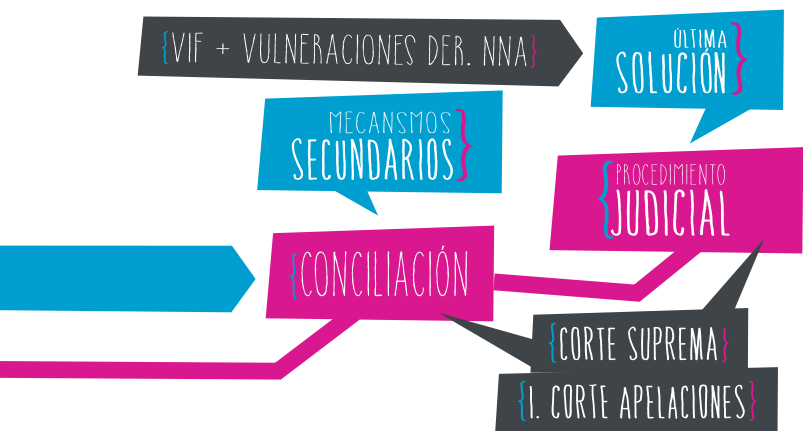 {VIF + VULNERACIONES DER. NNA}
ÚLTIMA
SOLUCIÓN}
MECANSMOS
SECUNDARIOS}
{PROCEDIMIENTO
JUDICIAL
{CONCILIACIÓN
{CORTE SUPREMA}
{I. CORTE APELACIONES}